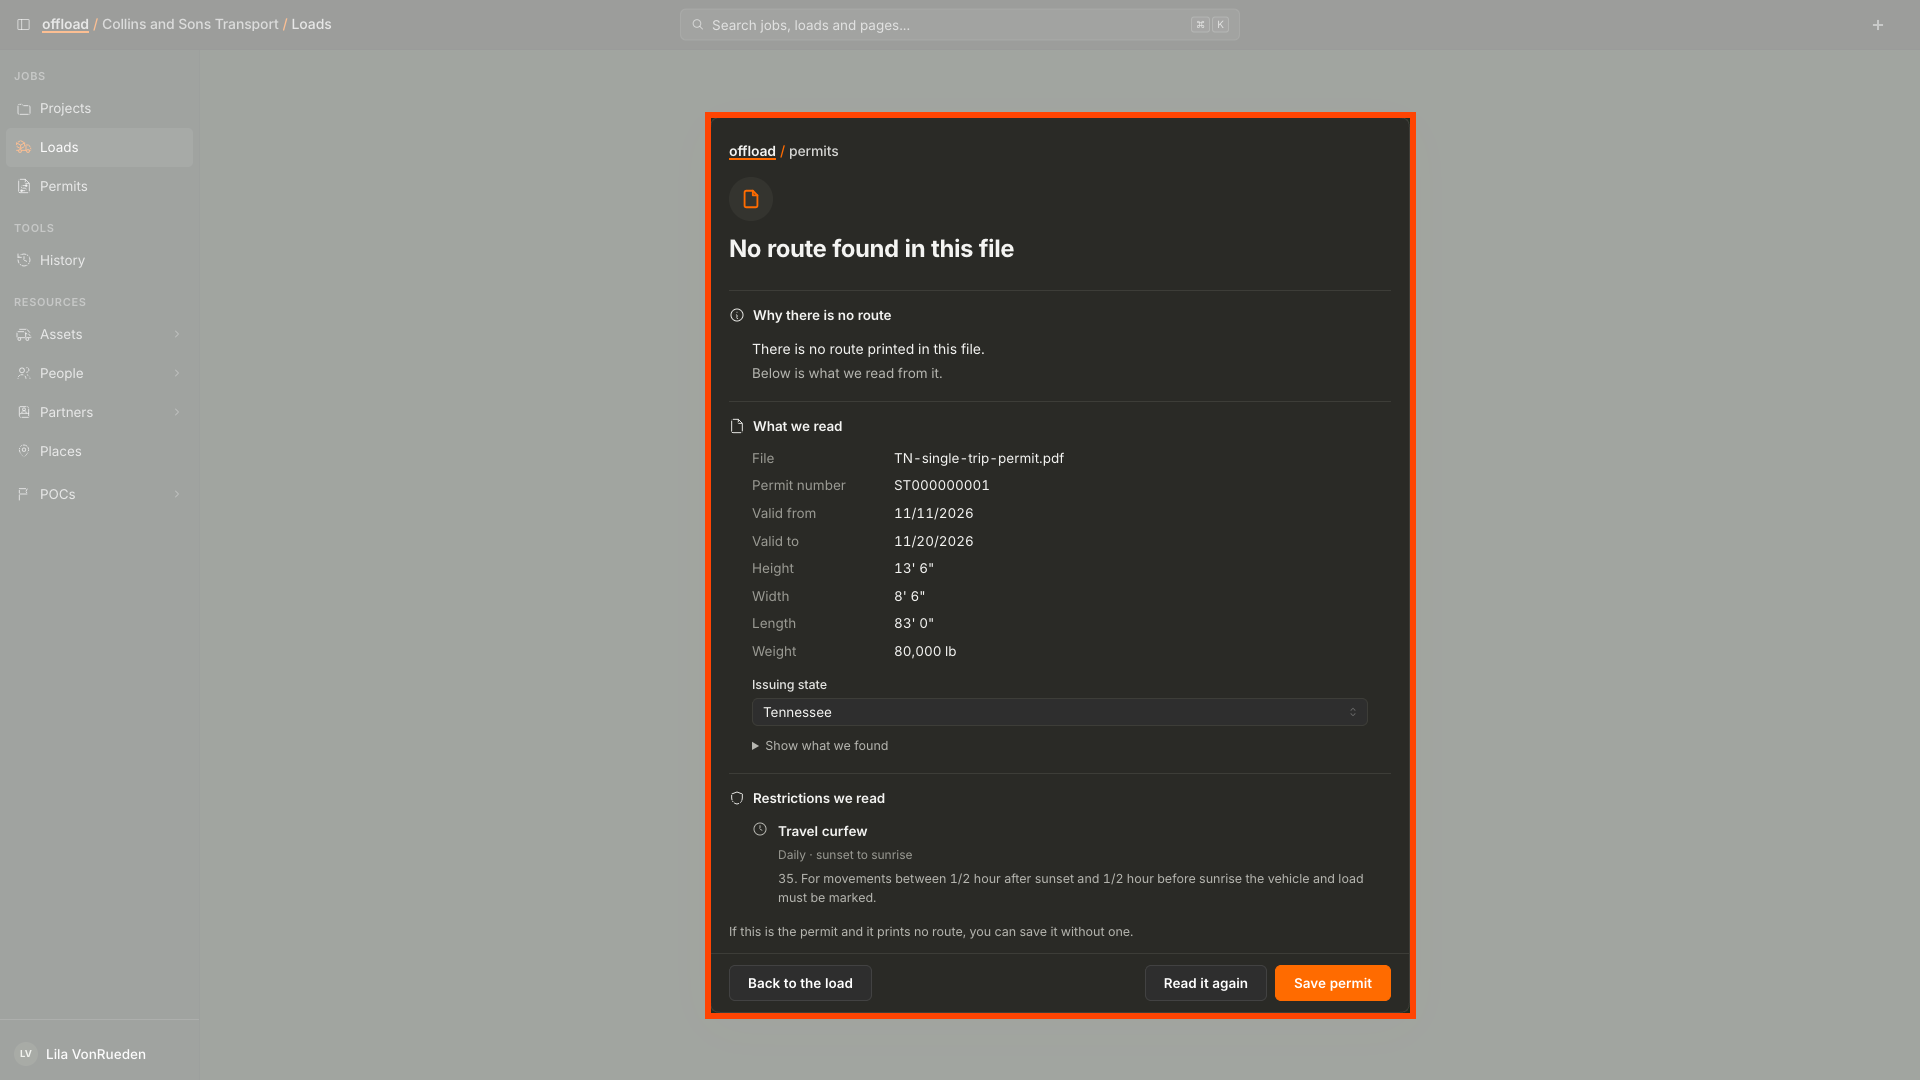 offload / Collins and Sons Transport / Loads
Search jobs, loads and pages...
⌘ K
JOBS
Projects
Loads
Permits
TOOLS
History
RESOURCES
Assets
People
Partners
Places
POCs
LV Lila VonRueden
offload / permits
No route found in this file
Why there is no route
There is no route printed in this file.
Below is what we read from it.
What we read
File TN-single-trip-permit.pdf
Permit number ST000000001
Valid from 11/11/2026
Valid to 11/20/2026
Height 13' 6"
Width 8' 6"
Length 83' 0"
Weight 80,000 lb
Issuing state
Tennessee
Show what we found
Restrictions we read
Travel curfew
Daily · sunset to sunrise
35. For movements between 1/2 hour after sunset and 1/2 hour before sunrise the vehicle and load
must be marked.
If this is the permit and it prints no route, you can save it without one.
Back to the load
Read it again
Save permit